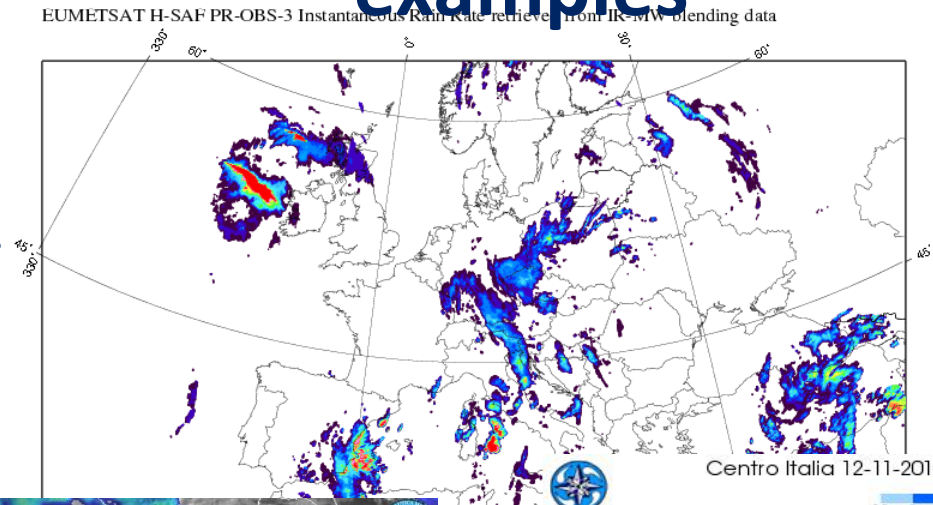 examples
EUMETSAT H-SAF PR-OBS-3 Instantaneous Rain Rate retrieved from IR-MW blending data
330°
60°
0°
30°
60°
45°
330°
45°
Centro Italia 12-11-201